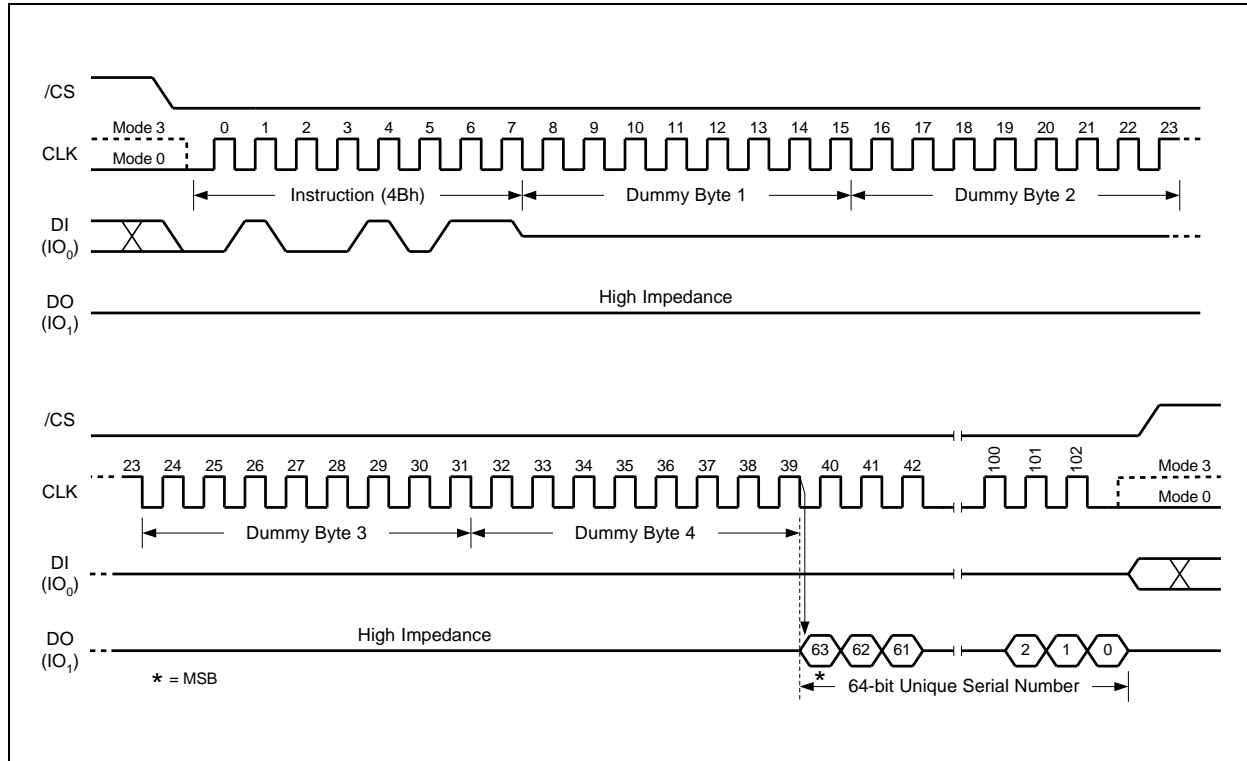 /CS
Mode 3 0 1 2 3 4 5 6 7 8 9 10 11 12 13 14 15 16 17 18 19 20 21 22 23
CLK
Mode 0
Instruction (4Bh) Dummy Byte 1 Dummy Byte 2
DI
(IO0)
High Impedance
DO
(IO1)
/CS
23 24 25 26 27 28 29 30 31 32 33 34 35 36 37 38 39 40 41 42 100 101 102 Mode 3
CLK
Mode 0
Dummy Byte 3 Dummy Byte 4
DI
(IO0)
High Impedance
DO
(IO1)
63 62 61 2 1 0
* = MSB
*
64-bit Unique Serial Number